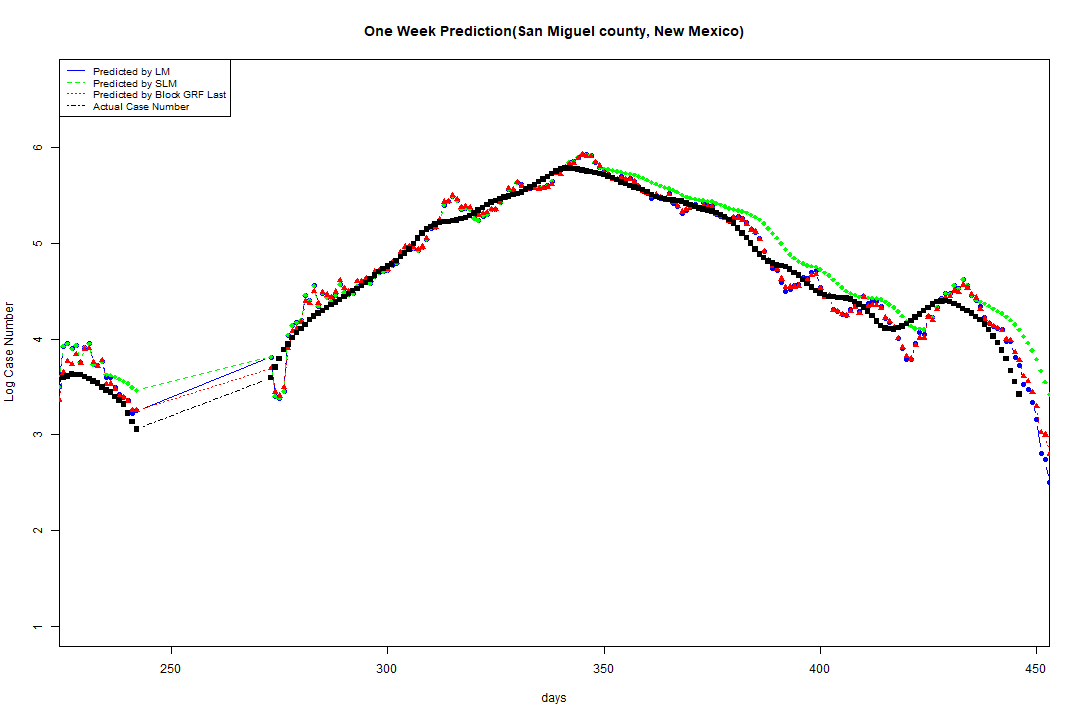 One Week Prediction(San Miguel county, New Mexico)
Predicted by LM
Predicted by SLM
Predicted by Block GRF Last
Actual Case Number
Log Case Number
6
5
4
3
2
1
250
300
350
400
450
days